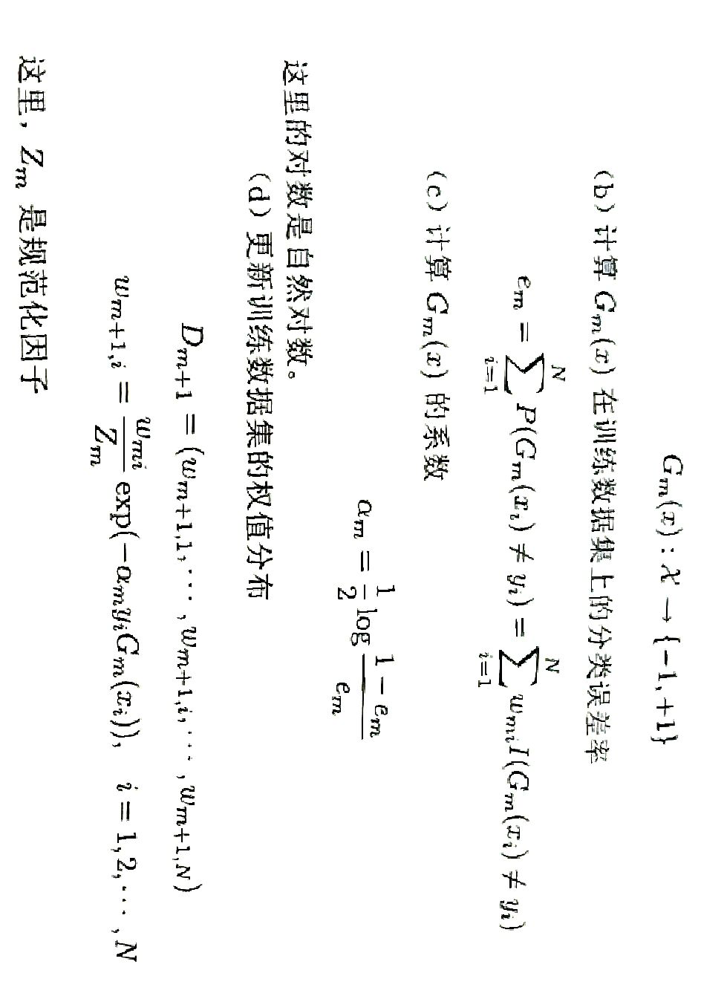 $G_m(x): \mathcal{X} \rightarrow \{-1,+1\}$
（b）计算 $G_m(x)$ 在训练数据集上的分类误差率
$e_m = \sum_{i=1}^{N} P(G_m(x_i) \neq y_i) = \sum_{i=1}^{N} w_{mi} I(G_m(x_i) \neq y_i)$
（c）计算 $G_m(x)$ 的系数
$\alpha_m = \frac{1}{2} \log \frac{1-e_m}{e_m}$
这里的对数是自然对数。
（d）更新训练数据集的权值分布
$D_{m+1} = (w_{m+1,1}, \cdots, w_{m+1,i}, \cdots, w_{m+1,N})$
$w_{m+1,i} = \frac{w_{mi}}{Z_m} \exp(-\alpha_m y_i G_m(x_i)), \quad i=1,2,\cdots,N$
这里，$Z_m$ 是规范化因子